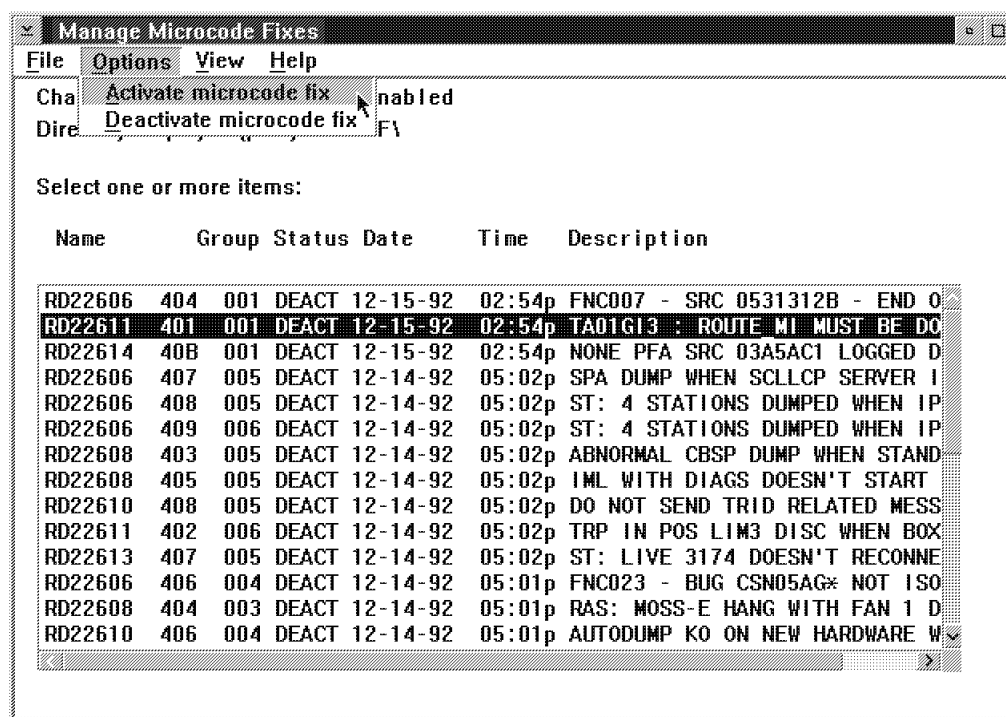 Manage Microcode Fixes
File Options View Help
Activate microcode fix
Deactivate microcode fix
Cha nabled
Dire F\
Select one or more items:
Name Group Status Date Time Description
RD22606 404 001 DEACT 12-15-92 02:54p FNC007 - SRC 0531312B - END O
RD22611 401 001 DEACT 12-15-92 02:54p TA01GI3 : ROUTE MI MUST BE DO
RD22614 40B 001 DEACT 12-15-92 02:54p NONE PFA SRC 03A5AC1 LOGGED D
RD22606 407 005 DEACT 12-14-92 05:02p SPA DUMP WHEN SCLLCP SERVER I
RD22606 408 005 DEACT 12-14-92 05:02p ST: 4 STATIONS DUMPED WHEN IP
RD22606 409 006 DEACT 12-14-92 05:02p ST: 4 STATIONS DUMPED WHEN IP
RD22608 403 005 DEACT 12-14-92 05:02p ABNORMAL CBSP DUMP WHEN STAND
RD22608 405 005 DEACT 12-14-92 05:02p IML WITH DIAGS DOESN'T START
RD22610 408 005 DEACT 12-14-92 05:02p DO NOT SEND TRID RELATED MESS
RD22611 402 006 DEACT 12-14-92 05:02p TRP IN POS LIM3 DISC WHEN BOX
RD22613 407 005 DEACT 12-14-92 05:02p ST: LIVE 3174 DOESN'T RECONNE
RD22606 406 004 DEACT 12-14-92 05:01p FNC023 - BUG CSN05AG* NOT ISO
RD22608 404 003 DEACT 12-14-92 05:01p RAS: MOSS-E HANG WITH FAN 1 D
RD22610 406 004 DEACT 12-14-92 05:01p AUTODUMP KO ON NEW HARDWARE W